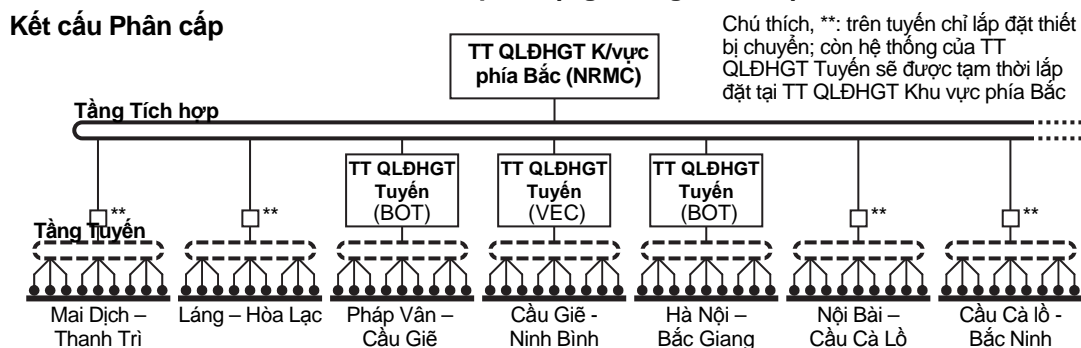 Kết cấu Phân cấp
Chú thích, **: trên tuyến chỉ lắp đặt thiết
bị chuyển; còn hệ thống của TT
QLĐHGT Tuyến sẽ được tạm thời lắp
đặt tại TT QLĐHGT Khu vực phía Bắc
TT QLĐHGT K/vực
phía Bắc (NRMC)
Tầng Tích hợp
TT QLĐHGT
Tuyến
(BOT)
TT QLĐHGT
Tuyến
(VEC)
TT QLĐHGT
Tuyến
(BOT)
**
**
**
**
Tầng Tuyến
Mai Dịch –
Thanh Trì
Láng – Hòa Lạc
Pháp Vân –
Cầu Giẽ
Cầu Giẽ -
Ninh Bình
Hà Nội –
Bắc Giang
Nội Bài –
Cầu Cà Lồ
Cầu Cà lồ -
Bắc Ninh